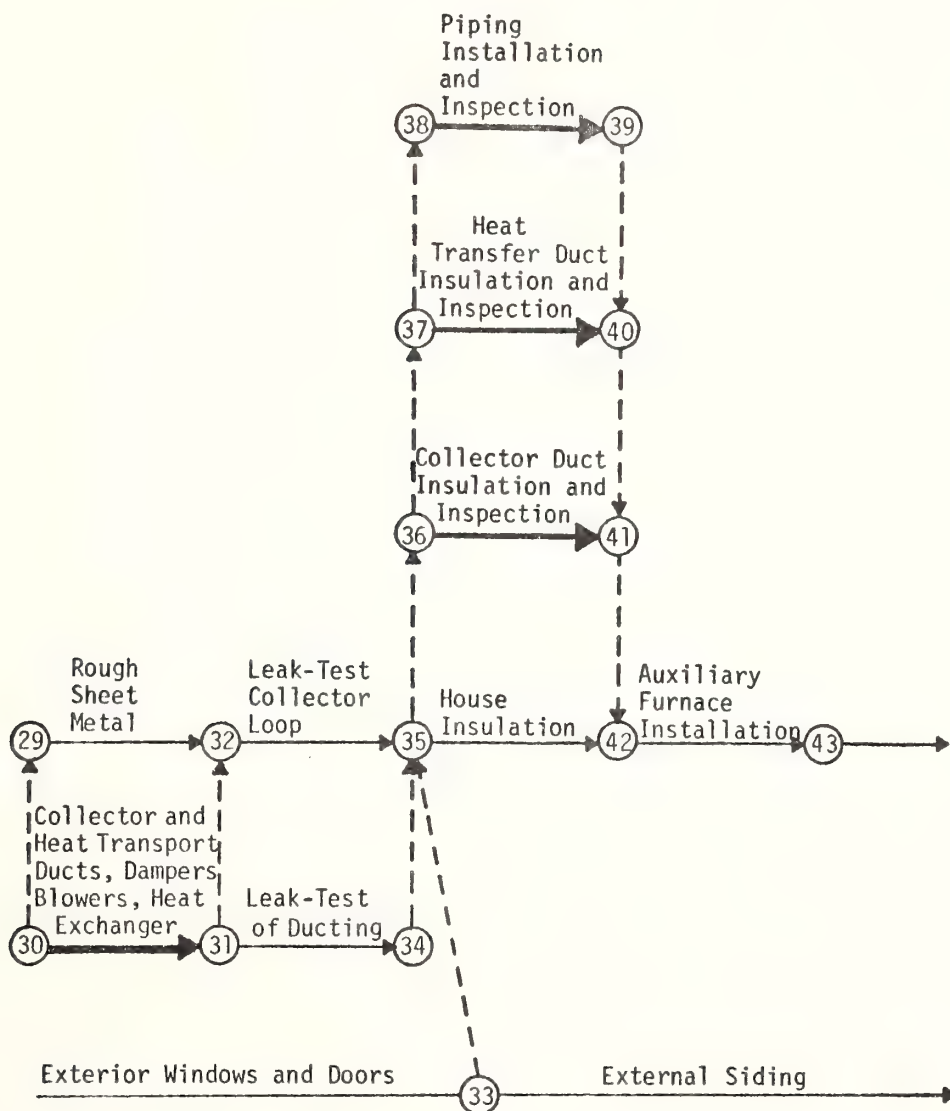 Piping
Installation
and
Inspection
38
39
Heat
Transfer Duct
Insulation and
Inspection
37
40
Collector Duct
Insulation and
Inspection
36
41
Rough
Sheet
Metal
Leak-Test
Collector
Loop
House
Insulation
Auxiliary
Furnace
Installation
29
32
35
42
43
Collector and
Heat Transport
Ducts, Dampers
Blowers, Heat
Exchanger
Leak-Test
of Ducting
30
31
34
Exterior Windows and Doors
33
External Siding